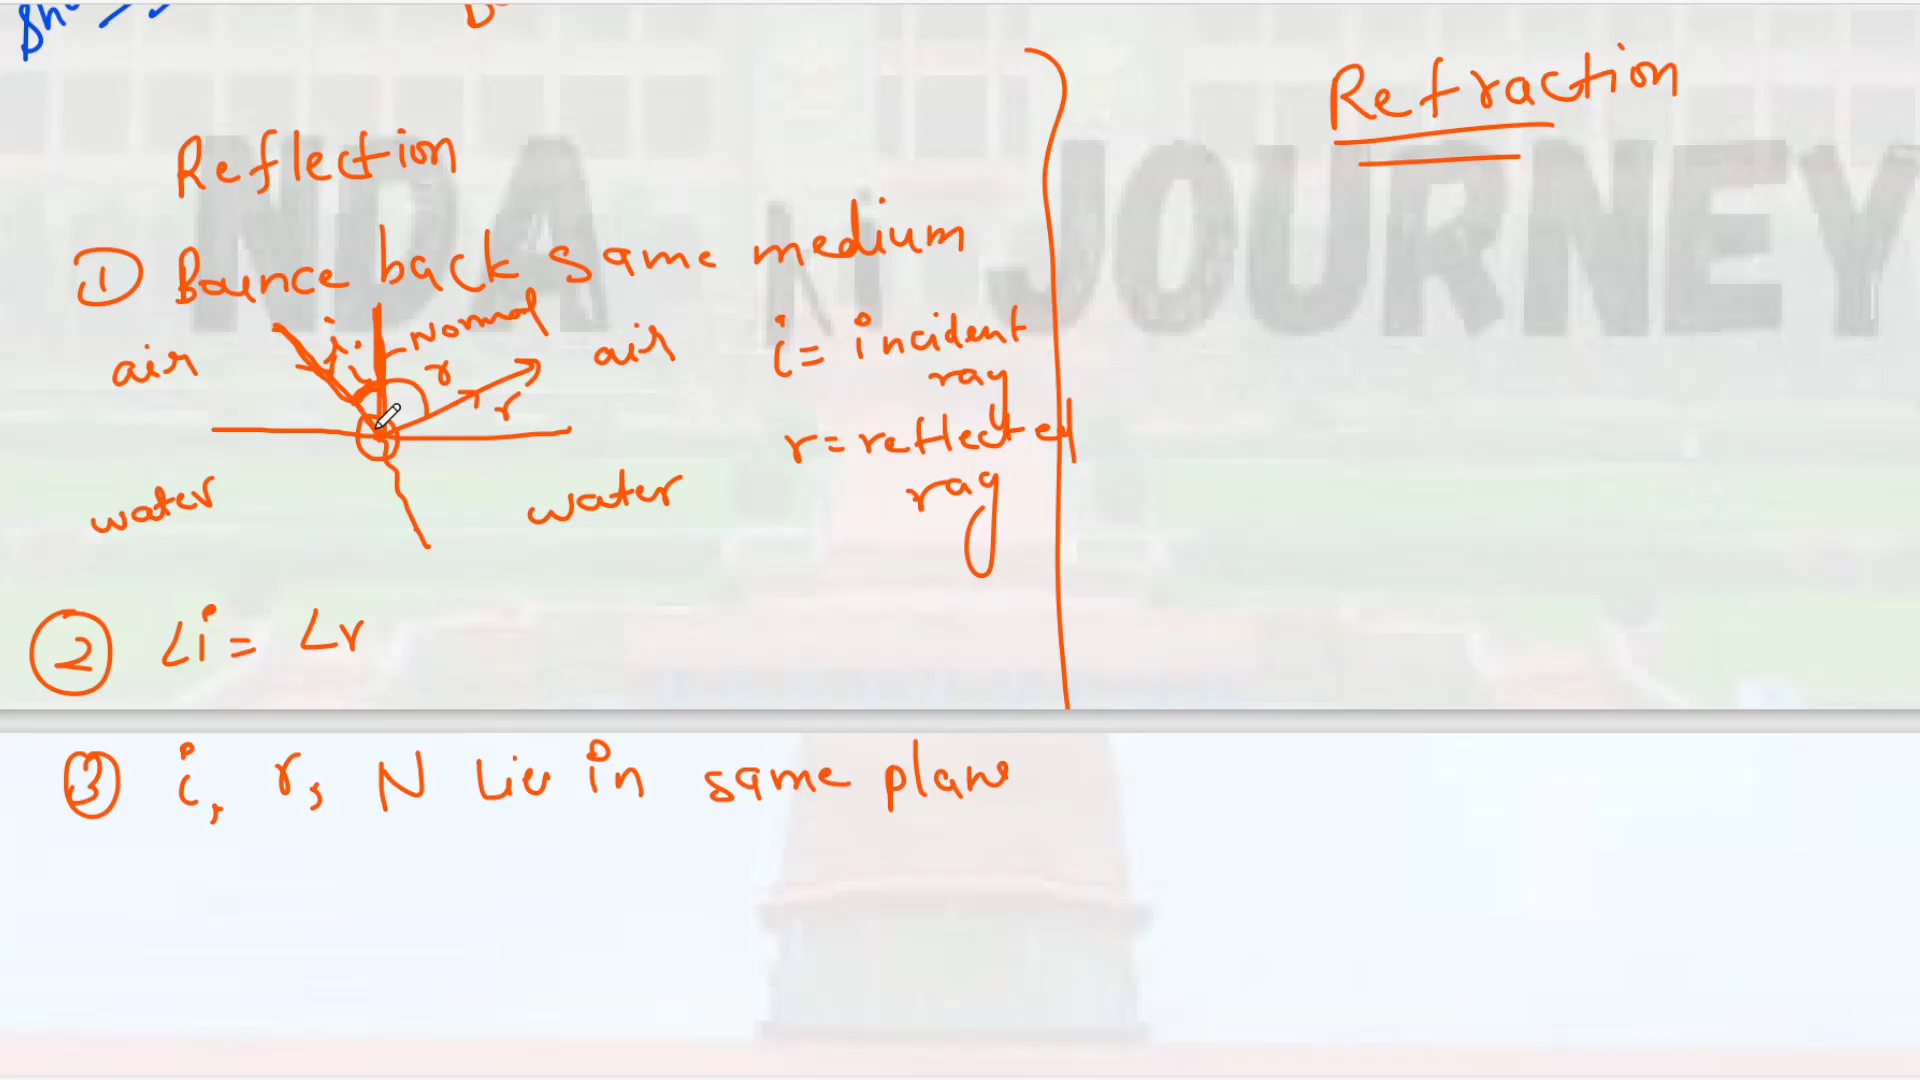 Refraction
Reflection
① Bounce back same medium
Normal
air i r air
r
i = incident
ray
r = reflected
ray
water water
② ∠i = ∠r
③ i, r, N Lie in same plane
NDA JOURNEY